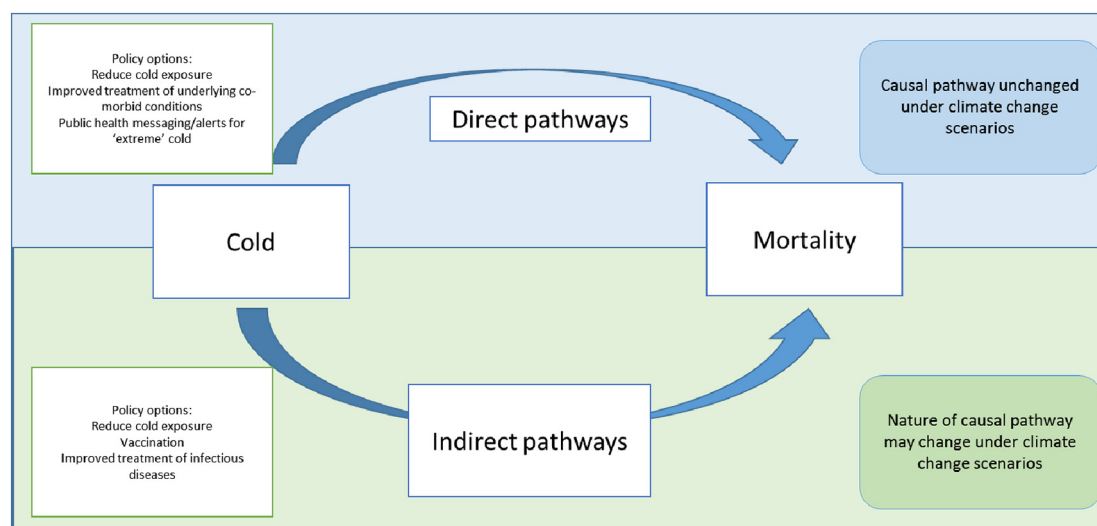 Policy options:
Reduce cold exposure
Improved treatment of underlying co-
morbid conditions
Public health messaging/alerts for
‘extreme’ cold
Direct pathways
Causal pathway unchanged
under climate change
scenarios
Cold
Mortality
Policy options:
Reduce cold exposure
Vaccination
Improved treatment of infectious
diseases
Indirect pathways
Nature of causal pathway
may change under climate
change scenarios